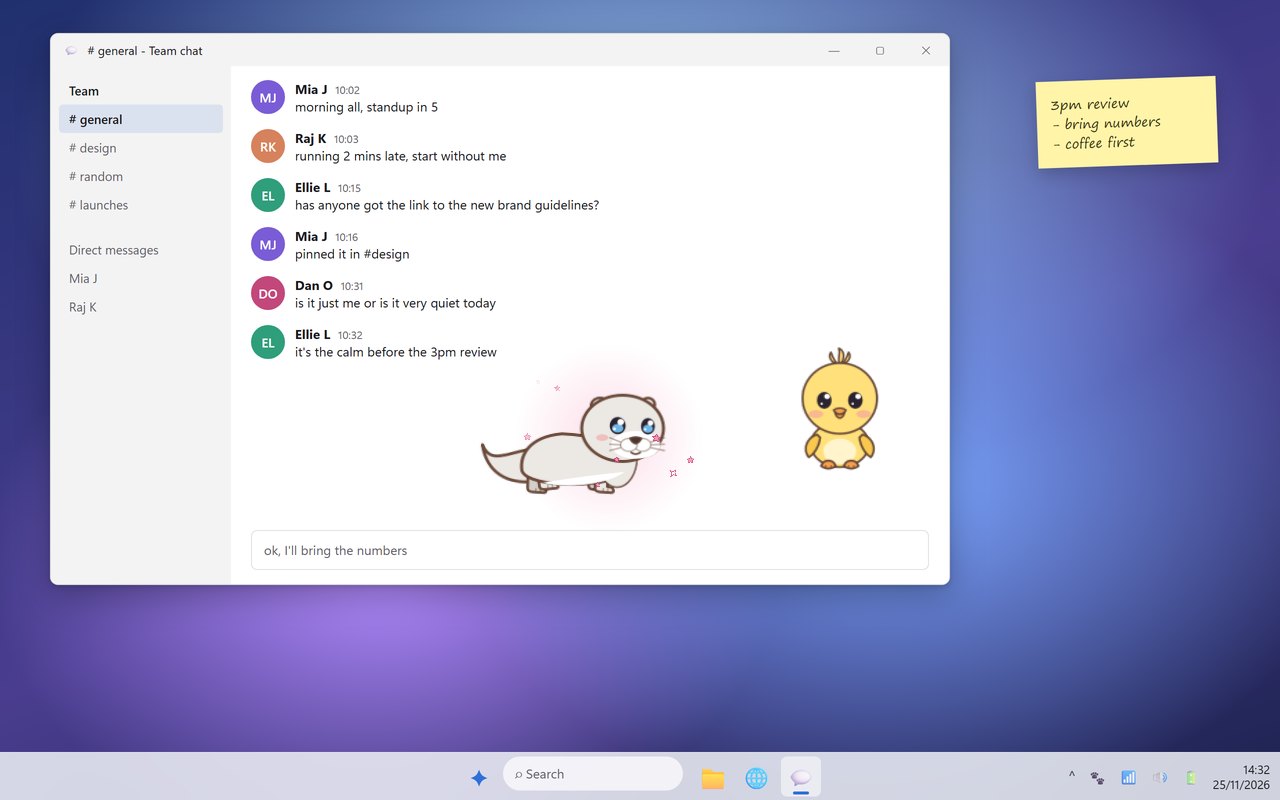 # general - Team chat
Team
# general
# design
# random
# launches
Direct messages
Mia J
Raj K
MJ
Mia J 10:02
morning all, standup in 5
RK
Raj K 10:03
running 2 mins late, start without me
EL
Ellie L 10:15
has anyone got the link to the new brand guidelines?
MJ
Mia J 10:16
pinned it in #design
DO
Dan O 10:31
is it just me or is it very quiet today
EL
Ellie L 10:32
it's the calm before the 3pm review
ok, I'll bring the numbers
3pm review
- bring numbers
- coffee first
Search
14:32
25/11/2026